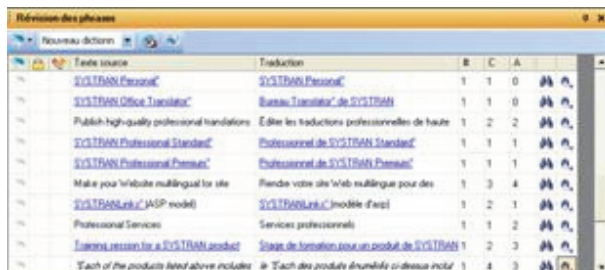 Révision des phrases
Nouveau dictionn
Texte source Traduction # C A
SYSTRAN Personal" SYSTRAN Personal" 1 1 0
SYSTRAN Office Translator" Bureau Translator" de SYSTRAN 1 1 0
Publish high-quality professional translations Éditer les traductions professionnelles de haute 1 2 2
SYSTRAN Professional Standard" Professionnel de SYSTRAN Standard" 1 1 1
SYSTRAN Professional Premium" Professionnel de SYSTRAN Premium" 1 1 1
Make your Website multilingual for site Rendre votre site Web multilingue pour des 1 3 4
SYSTRANLinks" (ASP model) SYSTRANLinks" (modèle d'asp) 1 2 1
Professional Services Services professionnels 1 1 2
Training session for a SYSTRAN product Stage de formation pour un produit de SYSTRAN 1 2 3
"Each of the products listed above includes le "Each des produits énumérés ci-dessus inclut 1 4 3